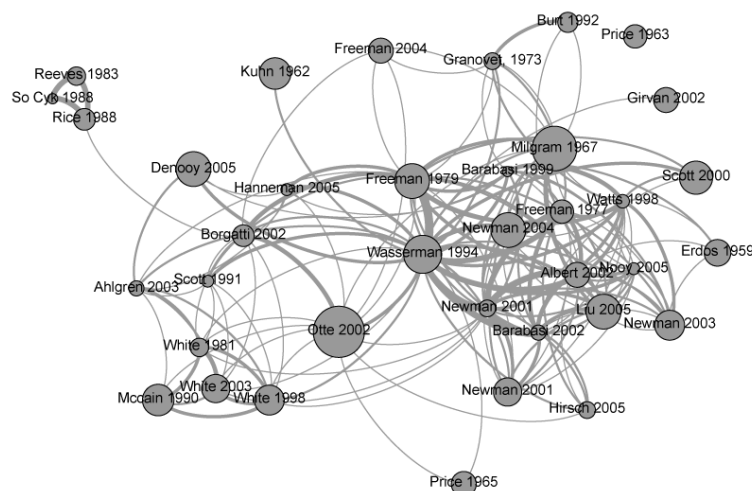 Burt 1992
Price 1963
Freeman 2004
Granovet, 1973
Reeves 1983
Kuhn 1962
So Cyk 1988
Girvan 2002
Rice 1988
Milgram 1967
Denooy 2005
Barabasi 1999
Scott 2000
Freeman 1979
Hanneman 2005
Watts 1998
Freeman 1977
Newman 2004
Borgatti 2002
Wasserman 1994
Erdos 1959
Nooy 2005
Albert 2002
Scott 1991
Ahlgren 2003
Newman 2001
Liu 2005
Newman 2003
Otte 2002
Barabasi 2002
White 1981
White 2003
Newman 2001
Mccain 1990
White 1998
Hirsch 2005
Price 1965